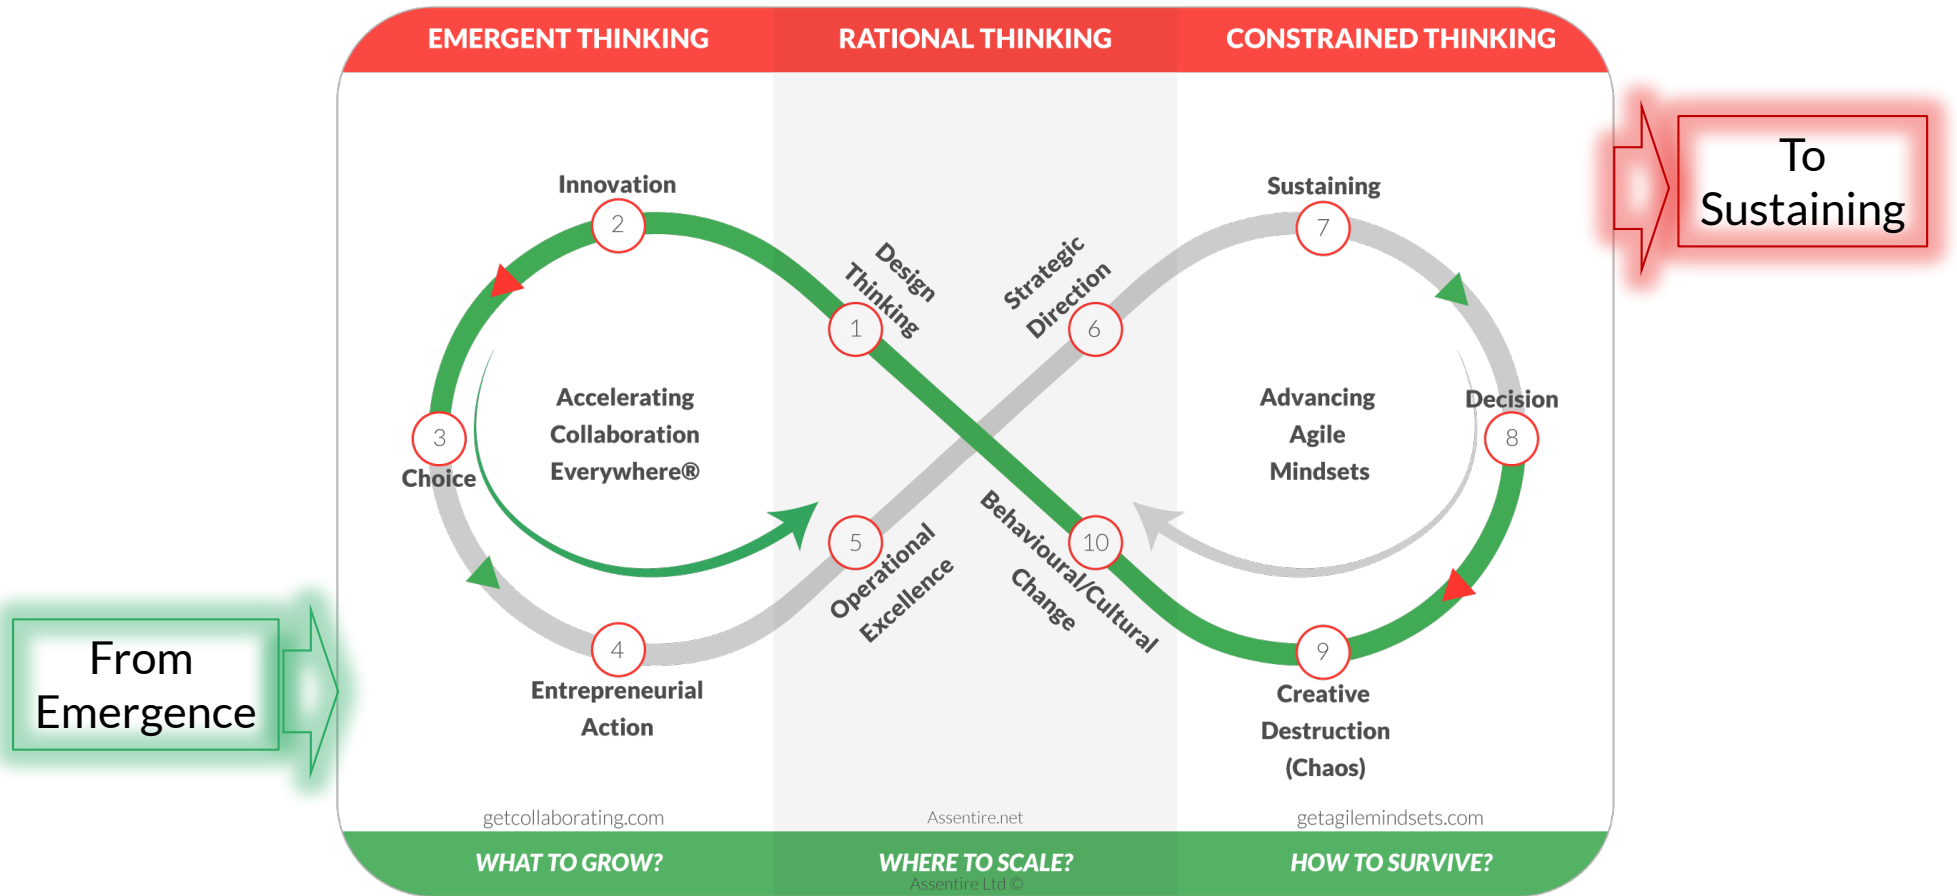 EMERGENT THINKING
RATIONAL THINKING
CONSTRAINED THINKING
To
Sustaining
Innovation
2
Design
Thinking
1
Strategic
Direction
6
Sustaining
7
Accelerating
Collaboration
Everywhere®
Advancing
Agile
Mindsets
3
Choice
Decision
8
5
Operational
Excellence
Behavioural/Cultural
Change
10
From
Emergence
4
Entrepreneurial
Action
9
Creative
Destruction
(Chaos)
getcollaborating.com
Assentire.net
getagilemindsets.com
WHAT TO GROW?
WHERE TO SCALE?
HOW TO SURVIVE?
Assentire Ltd ©